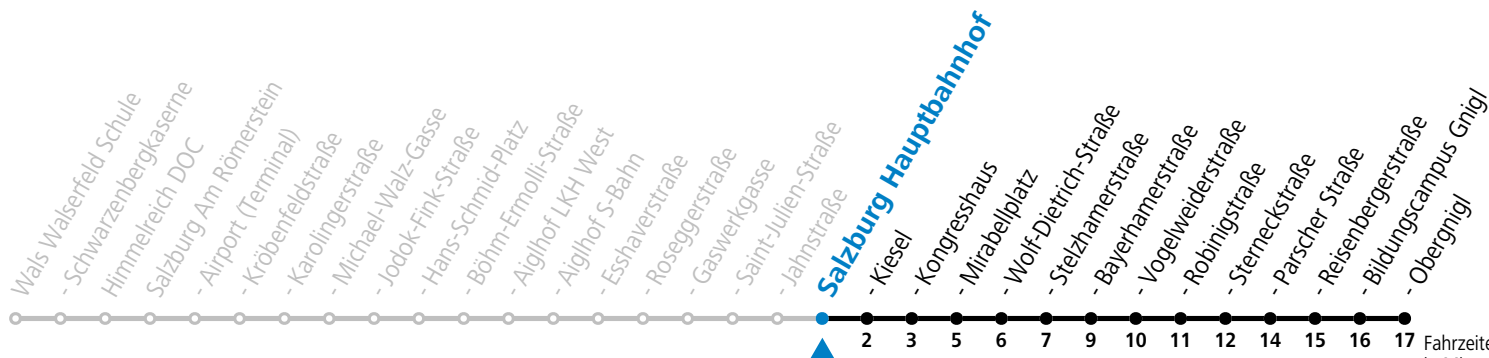 Wals Walserfeld Schule
- Schwarzenbergkaserne
Himmelreich DOC
Salzburg Am Römerstein
- Airport (Terminal)
- Kröbenfeldstraße
- Karolingerstraße
- Michael-Walz-Gasse
- Jodok-Fink-Straße
- Hans-Schmid-Platz
- Böhm-Ermolli-Straße
- Aiglhof LKH West
- Aiglhof S-Bahn
- Esshaverstraße
- Roseggerstraße
- Gaswerkgasse
- Saint-Julien-Straße
- Jahnstraße
Salzburg Hauptbahnhof
- Kiesel
- Kongresshaus
- Mirabellplatz
- Wolf-Dietrich-Straße
- Stelzhamerstraße
- Bayerhamerstraße
- Vogelweiderstraße
- Robinigstraße
- Sterneckstraße
- Parscher Straße
- Reisenbergerstraße
- Bildungscampus Gnigl
- Obergnigl
2 3 5 6 7 9 10 11 12 14 15 16 17 Fahrzeite